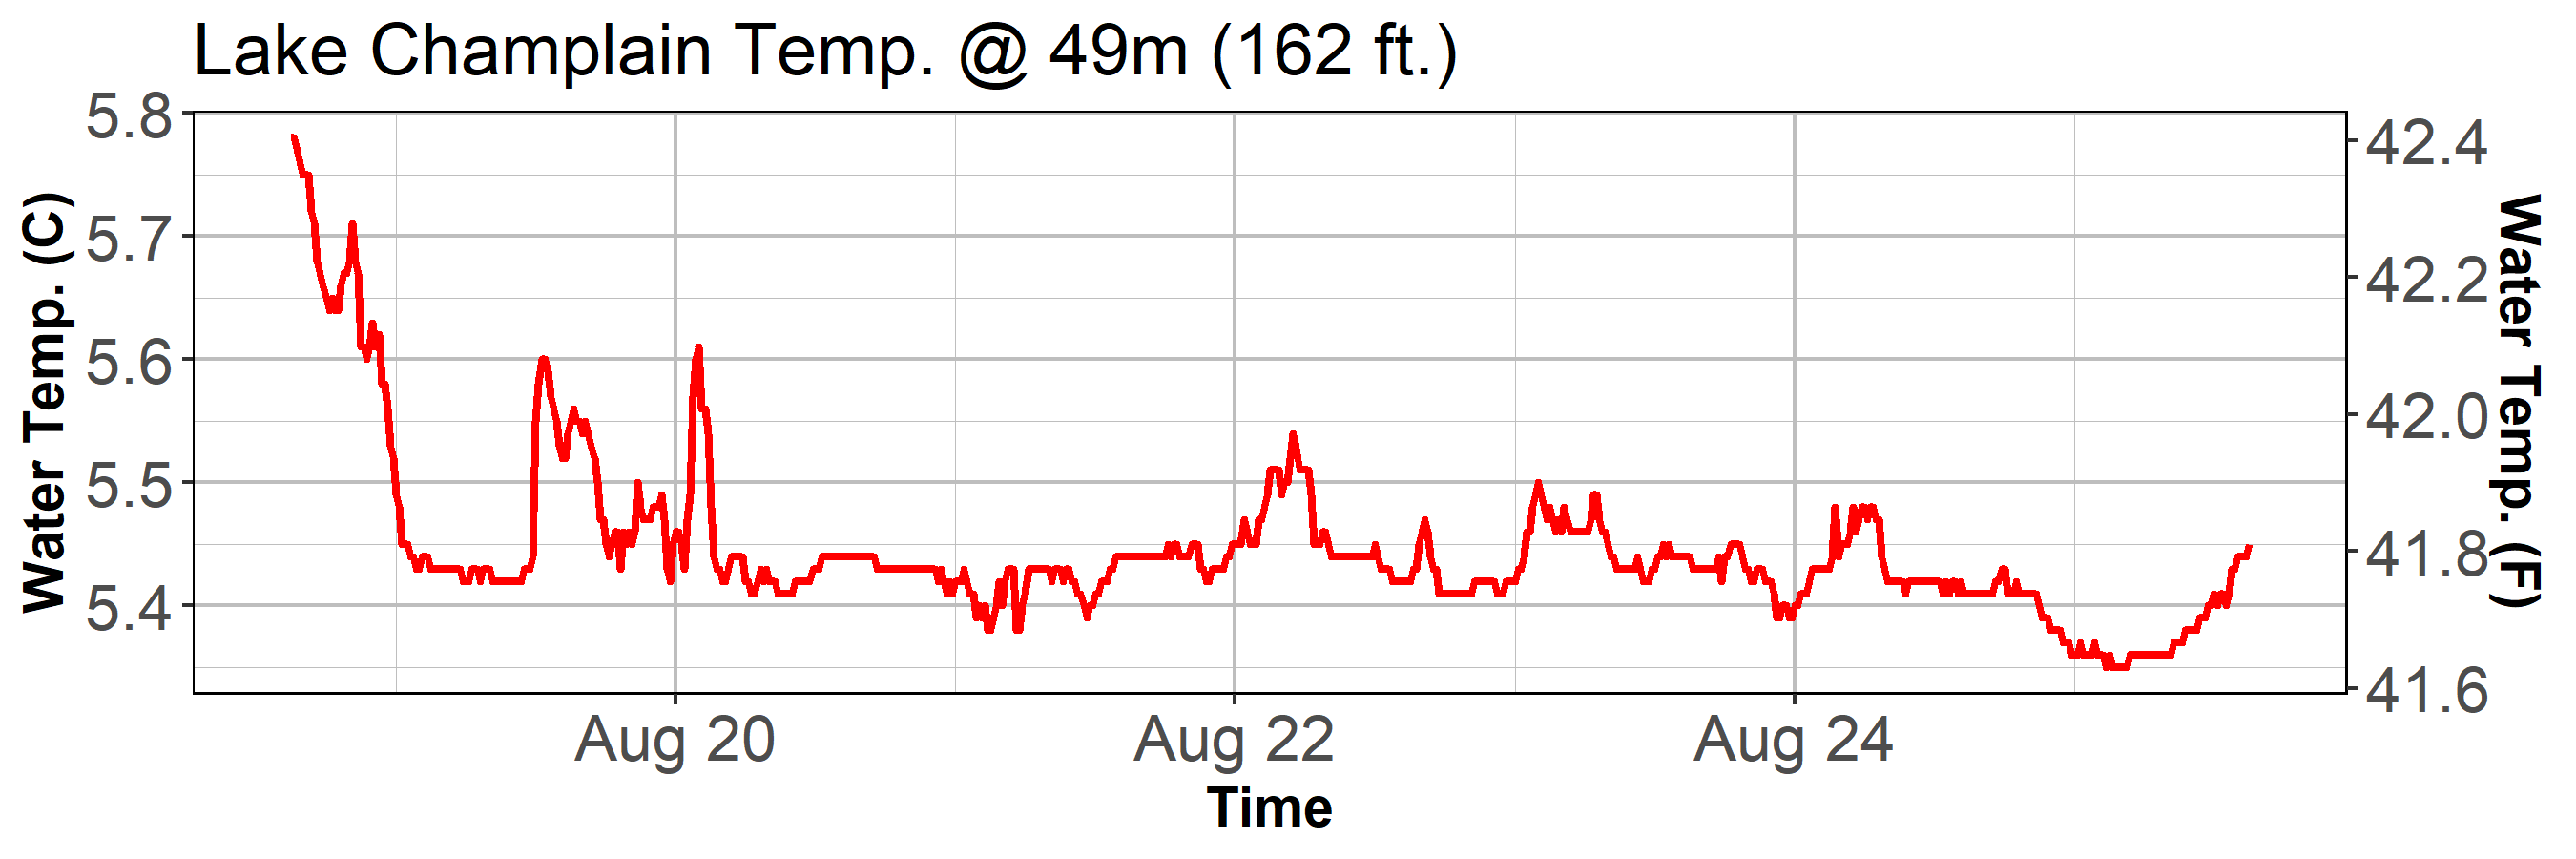 Lake Champlain Temp. @ 49m (162 ft.)
Water Temp. (C)
5.8
5.7
5.6
5.5
5.4
42.4
42.2
42.0
41.8
41.6
Water Temp. (F)
Aug 20
Aug 22
Aug 24
Time